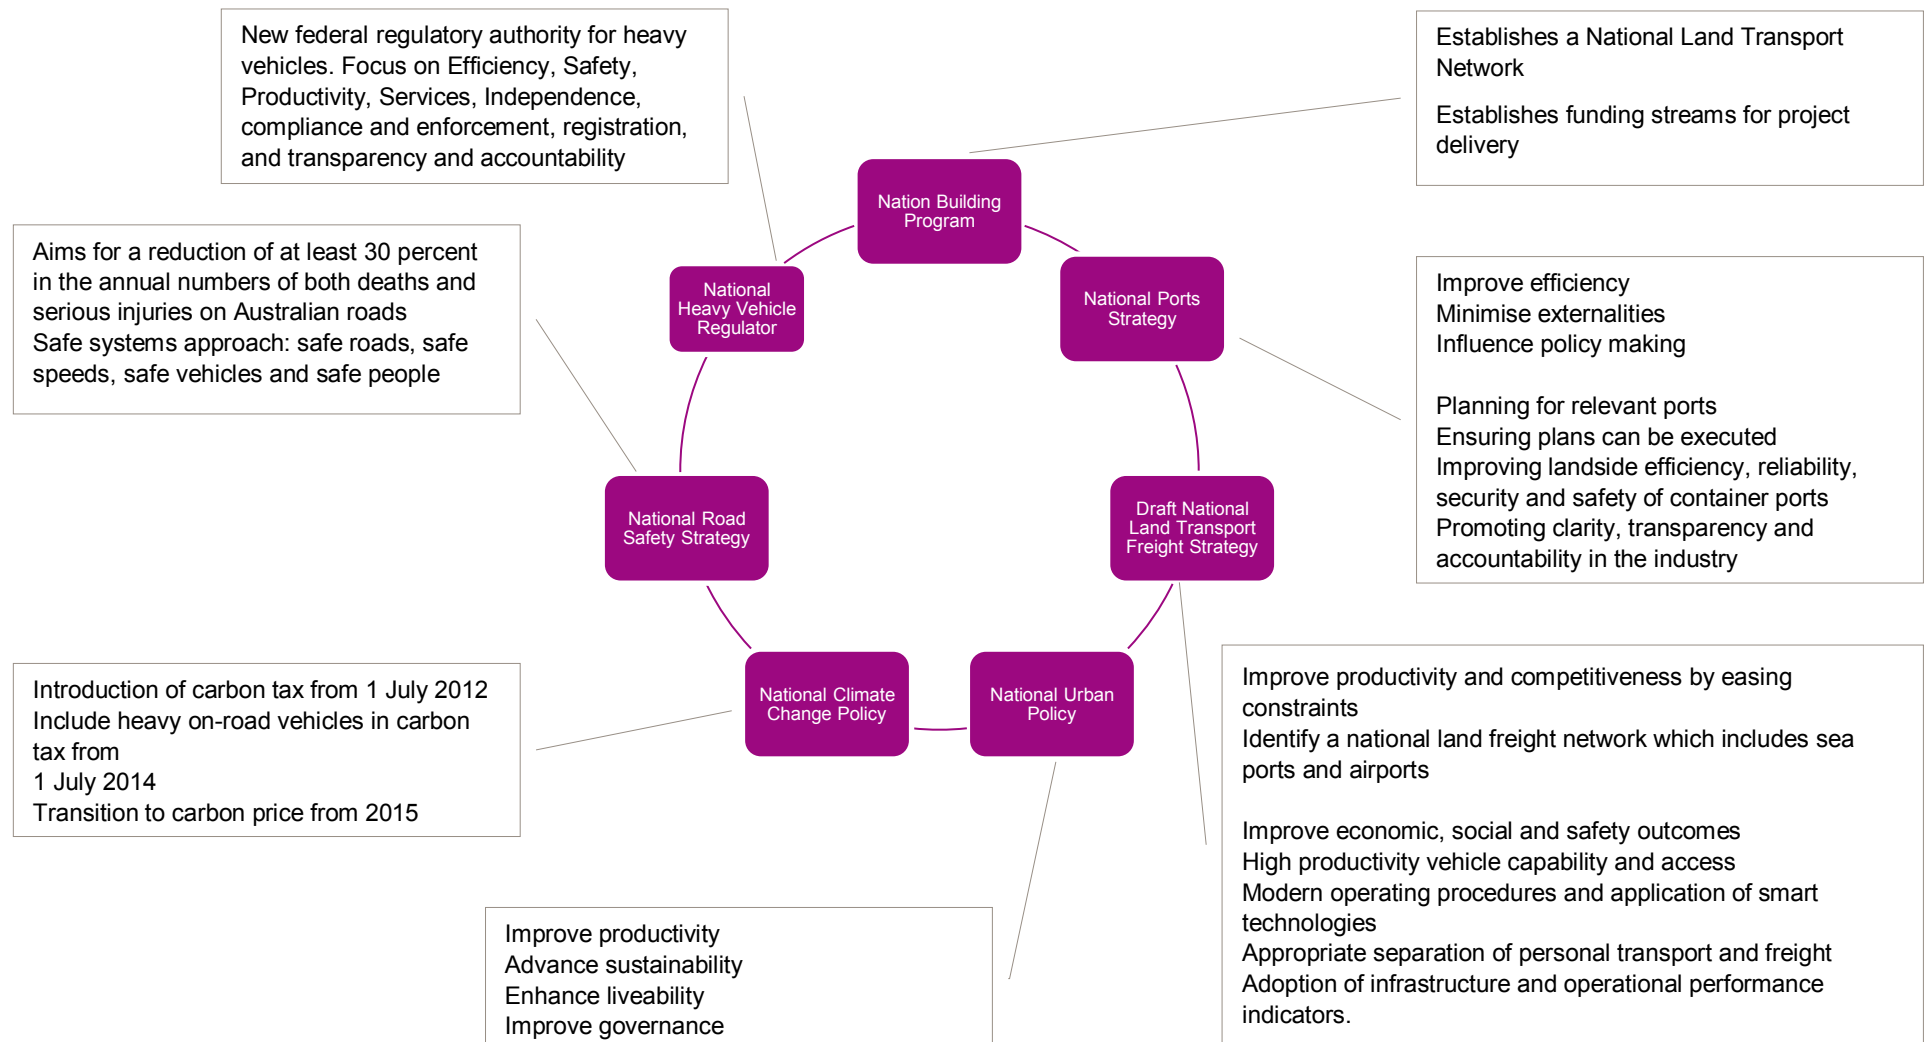 New federal regulatory authority for heavy
vehicles. Focus on Efficiency, Safety,
Productivity, Services, Independence,
compliance and enforcement, registration,
and transparency and accountability
Establishes a National Land Transport
Network
Establishes funding streams for project
delivery
Nation Building
Program
Aims for a reduction of at least 30 percent
in the annual numbers of both deaths and
serious injuries on Australian roads
Safe systems approach: safe roads, safe
speeds, safe vehicles and safe people
National
Heavy Vehicle
Regulator
National Ports
Strategy
Improve efficiency
Minimise externalities
Influence policy making
Planning for relevant ports
Ensuring plans can be executed
Improving landside efficiency, reliability,
security and safety of container ports
Promoting clarity, transparency and
accountability in the industry
National Road
Safety Strategy
Draft National
Land Transport
Freight Strategy
Introduction of carbon tax from 1 July 2012
Include heavy on-road vehicles in carbon
tax from
1 July 2014
Transition to carbon price from 2015
National Climate
Change Policy
National Urban
Policy
Improve productivity and competitiveness by easing
constraints
Identify a national land freight network which includes sea
ports and airports
Improve economic, social and safety outcomes
High productivity vehicle capability and access
Modern operating procedures and application of smart
technologies
Appropriate separation of personal transport and freight
Adoption of infrastructure and operational performance
indicators.
Improve productivity
Advance sustainability
Enhance liveability
Improve governance